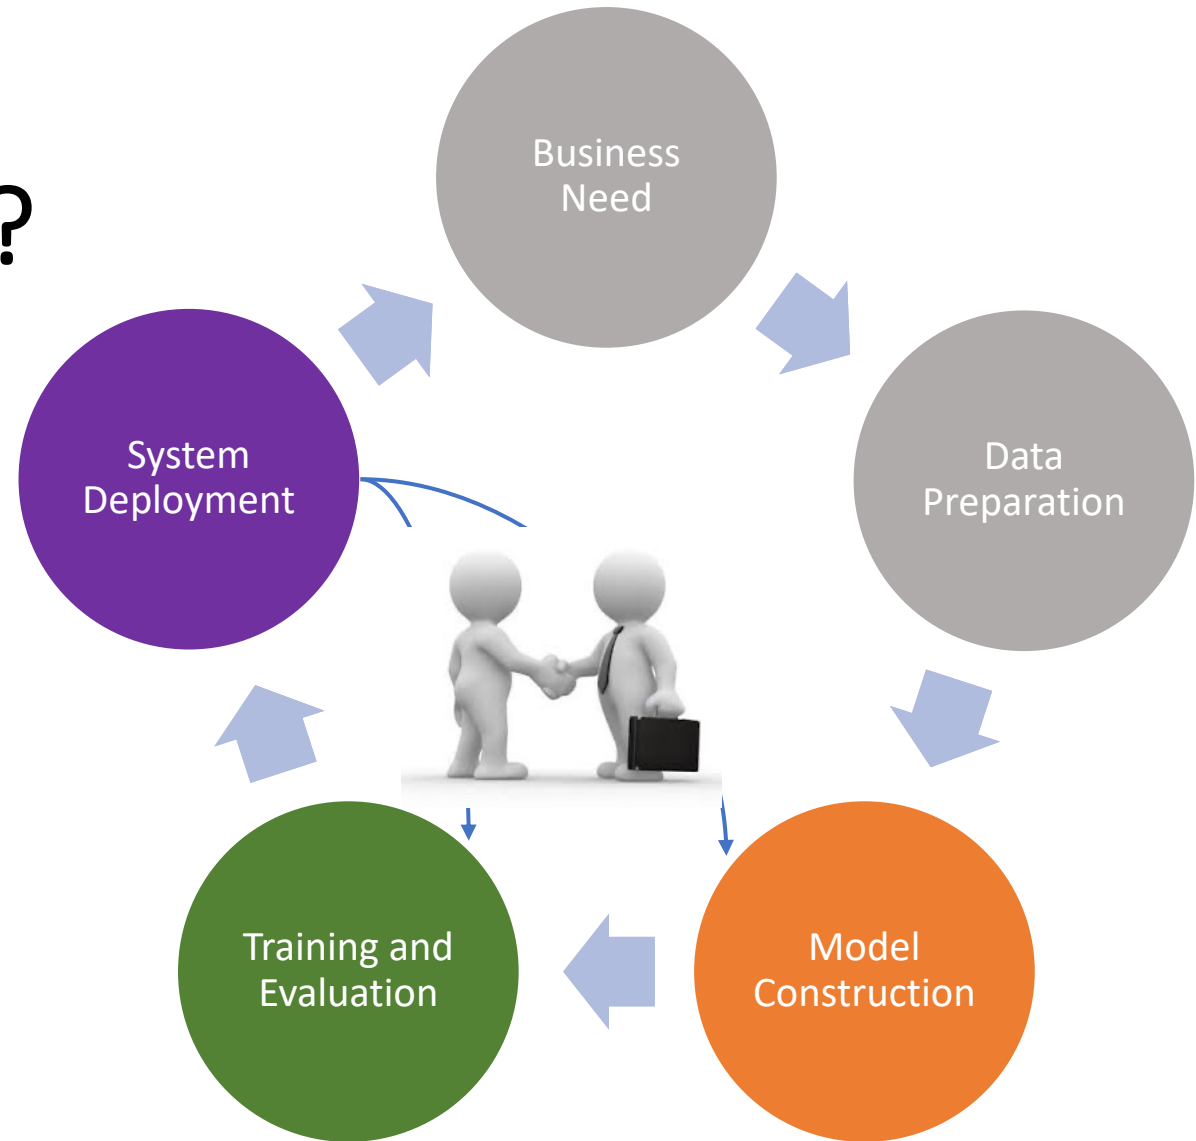 ?
Business
Need
System
Deployment
Data
Preparation
Training and
Evaluation
Model
Construction